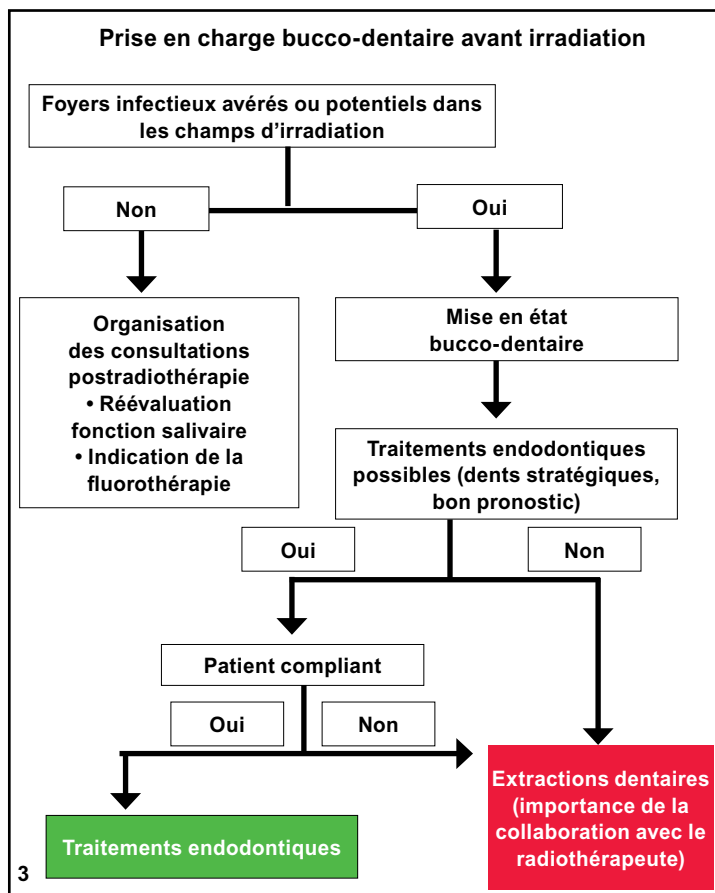 Prise en charge bucco-dentaire avant irradiation
Foyers infectieux avérés ou potentiels dans
les champs d'irradiation
Non
Oui
Organisation
des consultations
postradiothérapie
• Réévaluation
fonction salivaire
• Indication de la
fluorothérapie
Mise en état
bucco-dentaire
Traitements endodontiques
possibles (dents stratégiques,
bon pronostic)
Oui
Non
Patient compliant
Oui
Non
Traitements endodontiques
Extractions dentaires
(importance de la
collaboration avec le
radiothérapeute)
3